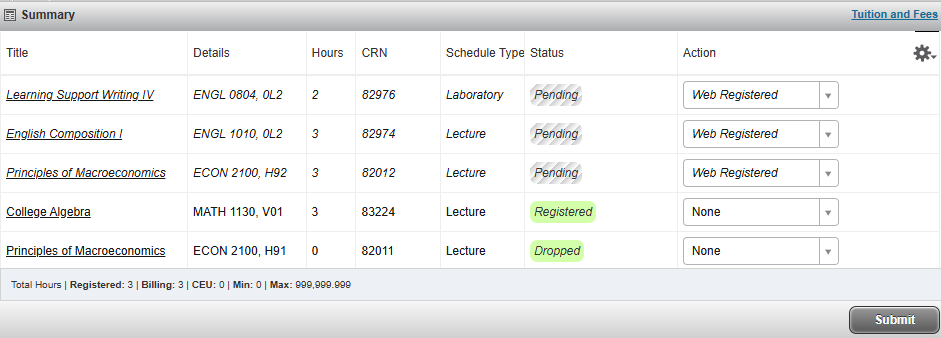 Summary Tuition and Fees
Title Details Hours CRN Schedule Type Status Action
Learning Support Writing IV ENGL 0804, 0L2 2 82976 Laboratory Pending Web Registered
English Composition I ENGL 1010, 0L2 3 82974 Lecture Pending Web Registered
Principles of Macroeconomics ECON 2100, H92 3 82012 Lecture Pending Web Registered
College Algebra MATH 1130, V01 3 83224 Lecture Registered None
Principles of Macroeconomics ECON 2100, H91 0 82011 Lecture Dropped None
Total Hours | Registered: 3 | Billing: 3 | CEU: 0 | Min: 0 | Max: 999,999.999
Submit